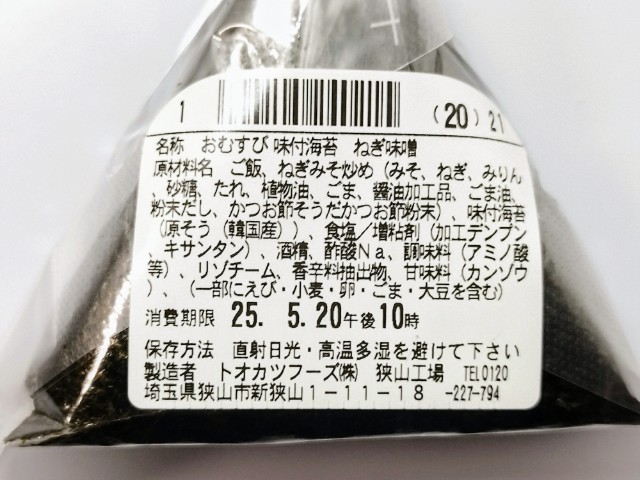 1 (20)21
名称 おむすび 味付海苔 ねぎ味噌
原材料名 ご飯、ねぎみそ炒め(みそ、ねぎ、みりん
、砂糖、たれ、植物油、ごま、醤油加工品、ごま油、
粉末だし、かつお節そうだかつお節粉末)、味付海苔
(原そう(韓国産))、食塩/増粘剤(加工デンプン
、キサンタン)、酒精、酢酸Na、調味料(アミノ酸
等)、リゾチーム、香辛料抽出物、甘味料(カンゾウ
)、(一部にえび・小麦・卵・ごま・大豆を含む)
消費期限 25. 5.20午後10時
保存方法 直射日光・高温多湿を避けて下さい
製造者 トオカツフーズ㈱ 狭山工場 TEL0120
埼玉県狭山市新狭山1-11-18 -227-794